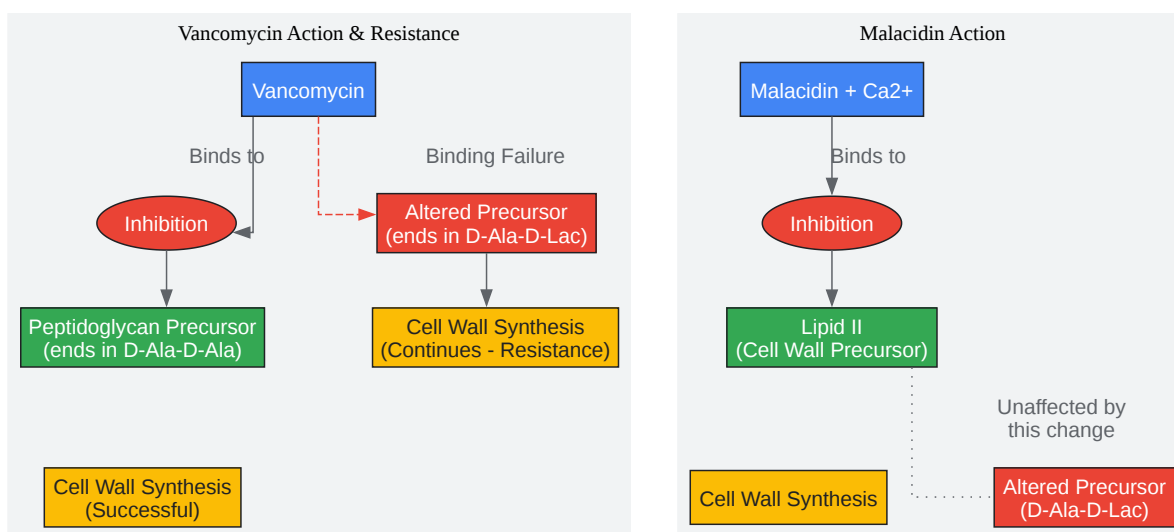 Vancomycin Action & Resistance
Vancomycin
Binds to
Binding Failure
Inhibition
Altered Precursor
(ends in D-Ala-D-Lac)
Peptidoglycan Precursor
(ends in D-Ala-D-Ala)
Cell Wall Synthesis
(Continues - Resistance)
Cell Wall Synthesis
(Successful)
Malacidin Action
Malacidin + Ca2+
Binds to
Inhibition
Lipid II
(Cell Wall Precursor)
Unaffected by
this change
Cell Wall Synthesis
Altered Precursor
(D-Ala-D-Lac)